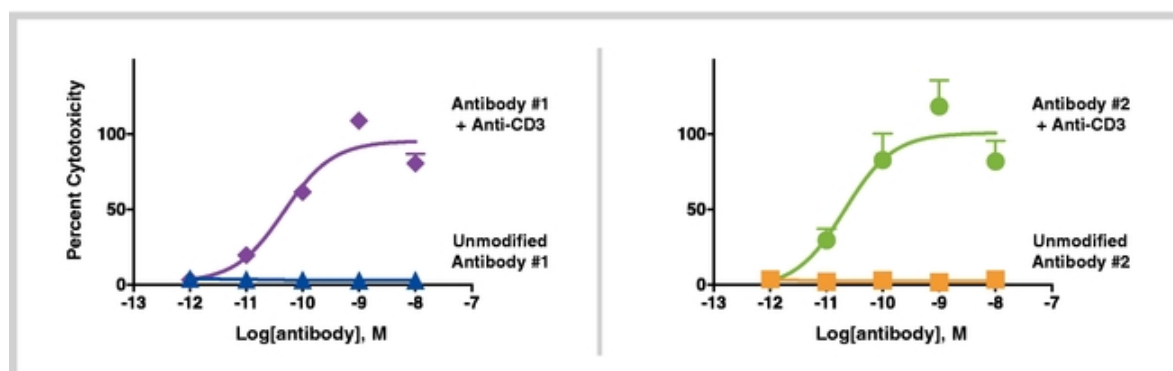 Percent Cytotoxicity
100
50
0
-13 -12 -11 -10 -9 -8 -7
Log[antibody], M
Antibody #1
+ Anti-CD3
Unmodified
Antibody #1
100
50
0
-13 -12 -11 -10 -9 -8 -7
Log[antibody], M
Antibody #2
+ Anti-CD3
Unmodified
Antibody #2